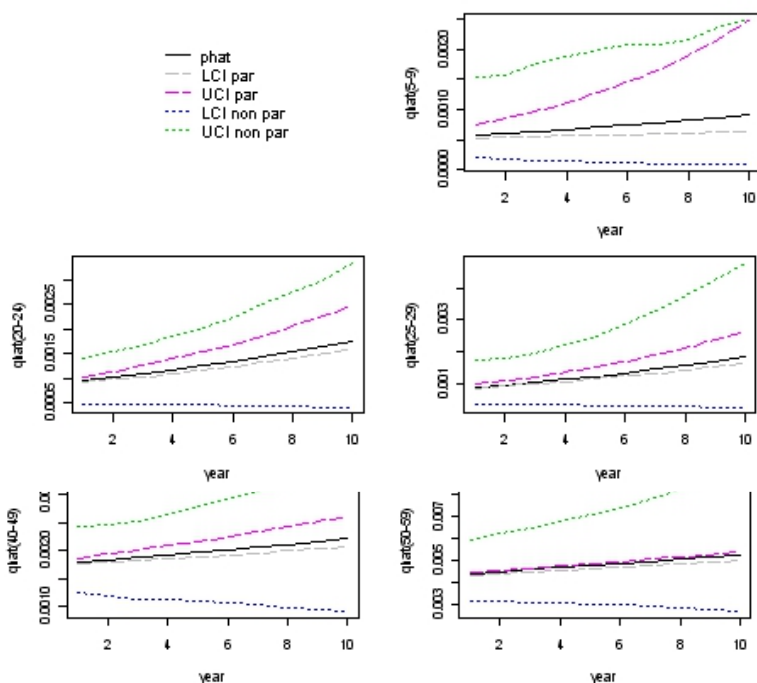 phat
LCI par
UCI par
LCI non par
UCI non par
qhat(5-9)
0.0020
0.0010
0.0000
2 4 6 8 10
year
qhat(20-24)
0.0025
0.0015
0.0005
2 4 6 8 10
year
qhat(25-29)
0.003
0.001
2 4 6 8 10
year
qhat(40-49)
0.0020
0.0010
2 4 6 8 10
year
qhat(50-59)
0.007
0.005
0.003
2 4 6 8 10
year